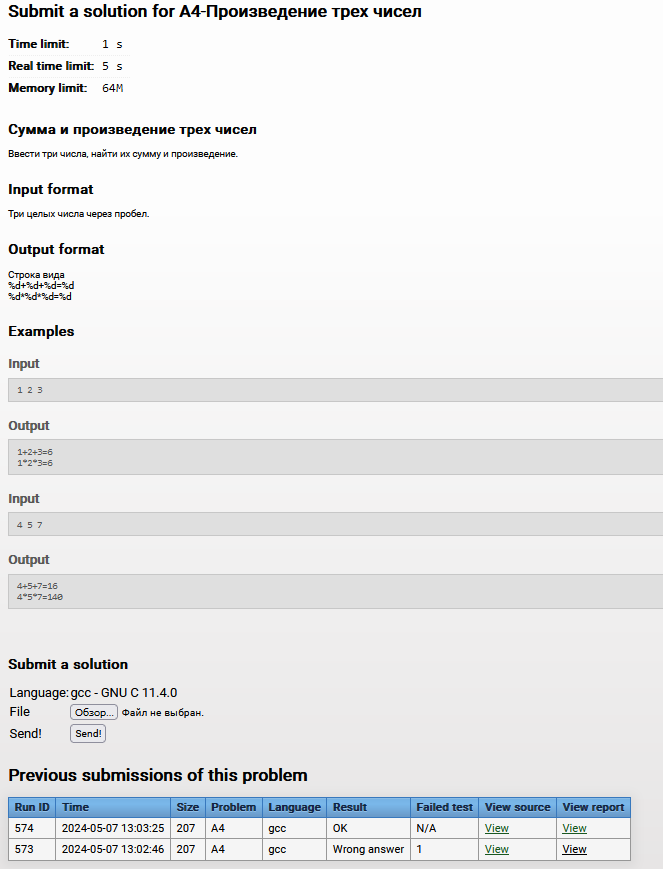 Submit a solution for A4-Произведение трех чисел
Time limit: 1 s
Real time limit: 5 s
Memory limit: 64M
Сумма и произведение трех чисел
Ввести три числа, найти их сумму и произведение.
Input format
Три целых числа через пробел.
Output format
Строка вида
%d+%d+%d=%d
%d*%d*%d=%d
Examples
Input
1 2 3
Output
1+2+3=6
1*2*3=6
Input
4 5 7
Output
4+5+7=16
4*5*7=140
Submit a solution
Language: gcc - GNU C 11.4.0
File Обзор... Файл не выбран.
Send! Send!
Previous submissions of this problem
Run ID Time Size Problem Language Result Failed test View source View report
574 2024-05-07 13:03:25 207 A4 gcc OK N/A View View
573 2024-05-07 13:02:46 207 A4 gcc Wrong answer 1 View View